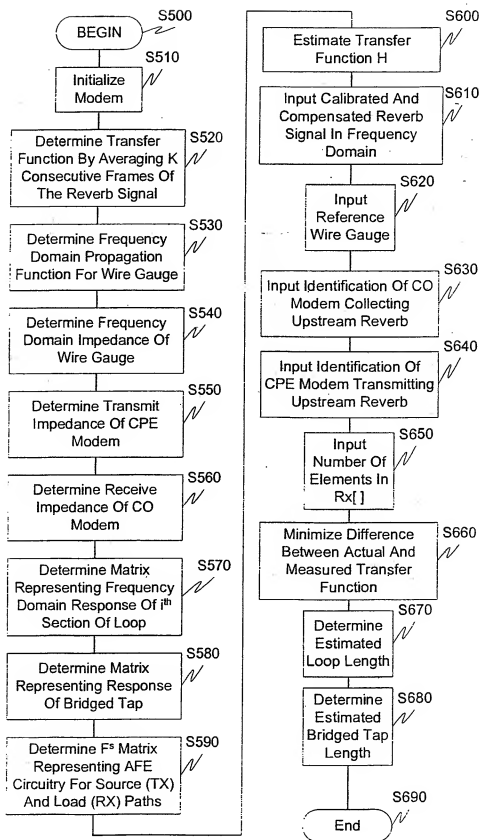 S500
BEGIN
S510
Initialize
Modem
S520
Determine Transfer
Function By Averaging K
Consecutive Frames Of
The Reverb Signal
S530
Determine Frequency
Domain Propagation
Function For Wire Gauge
S540
Determine Frequency
Domain Impedance Of
Wire Gauge
S550
Determine Transmit
Impedance Of CPE
Modem
S560
Determine Receive
Impedance Of CO
Modem
S570
Determine Matrix
Representing Frequency
Domain Response Of ith
Section Of Loop
S580
Determine Matrix
Representing Response
Of Bridged Tap
S590
Determine Fs Matrix
Representing AFE
Circuitry For Source (TX)
And Load (RX) Paths
S600
Estimate Transfer
Function H
S610
Input Calibrated And
Compensated Reverb
Signal In Frequency
Domain
S620
Input
Reference
Wire Gauge
S630
Input Identification Of CO
Modem Collecting
Upstream Reverb
S640
Input Identification Of
CPE Modem Transmitting
Upstream Reverb
S650
Input
Number Of
Elements In
Rx[ ]
S660
Minimize Difference
Between Actual And
Measured Transfer
Function
S670
Determine
Estimated
Loop Length
S680
Determine
Estimated
Bridged Tap
Length
S690
End